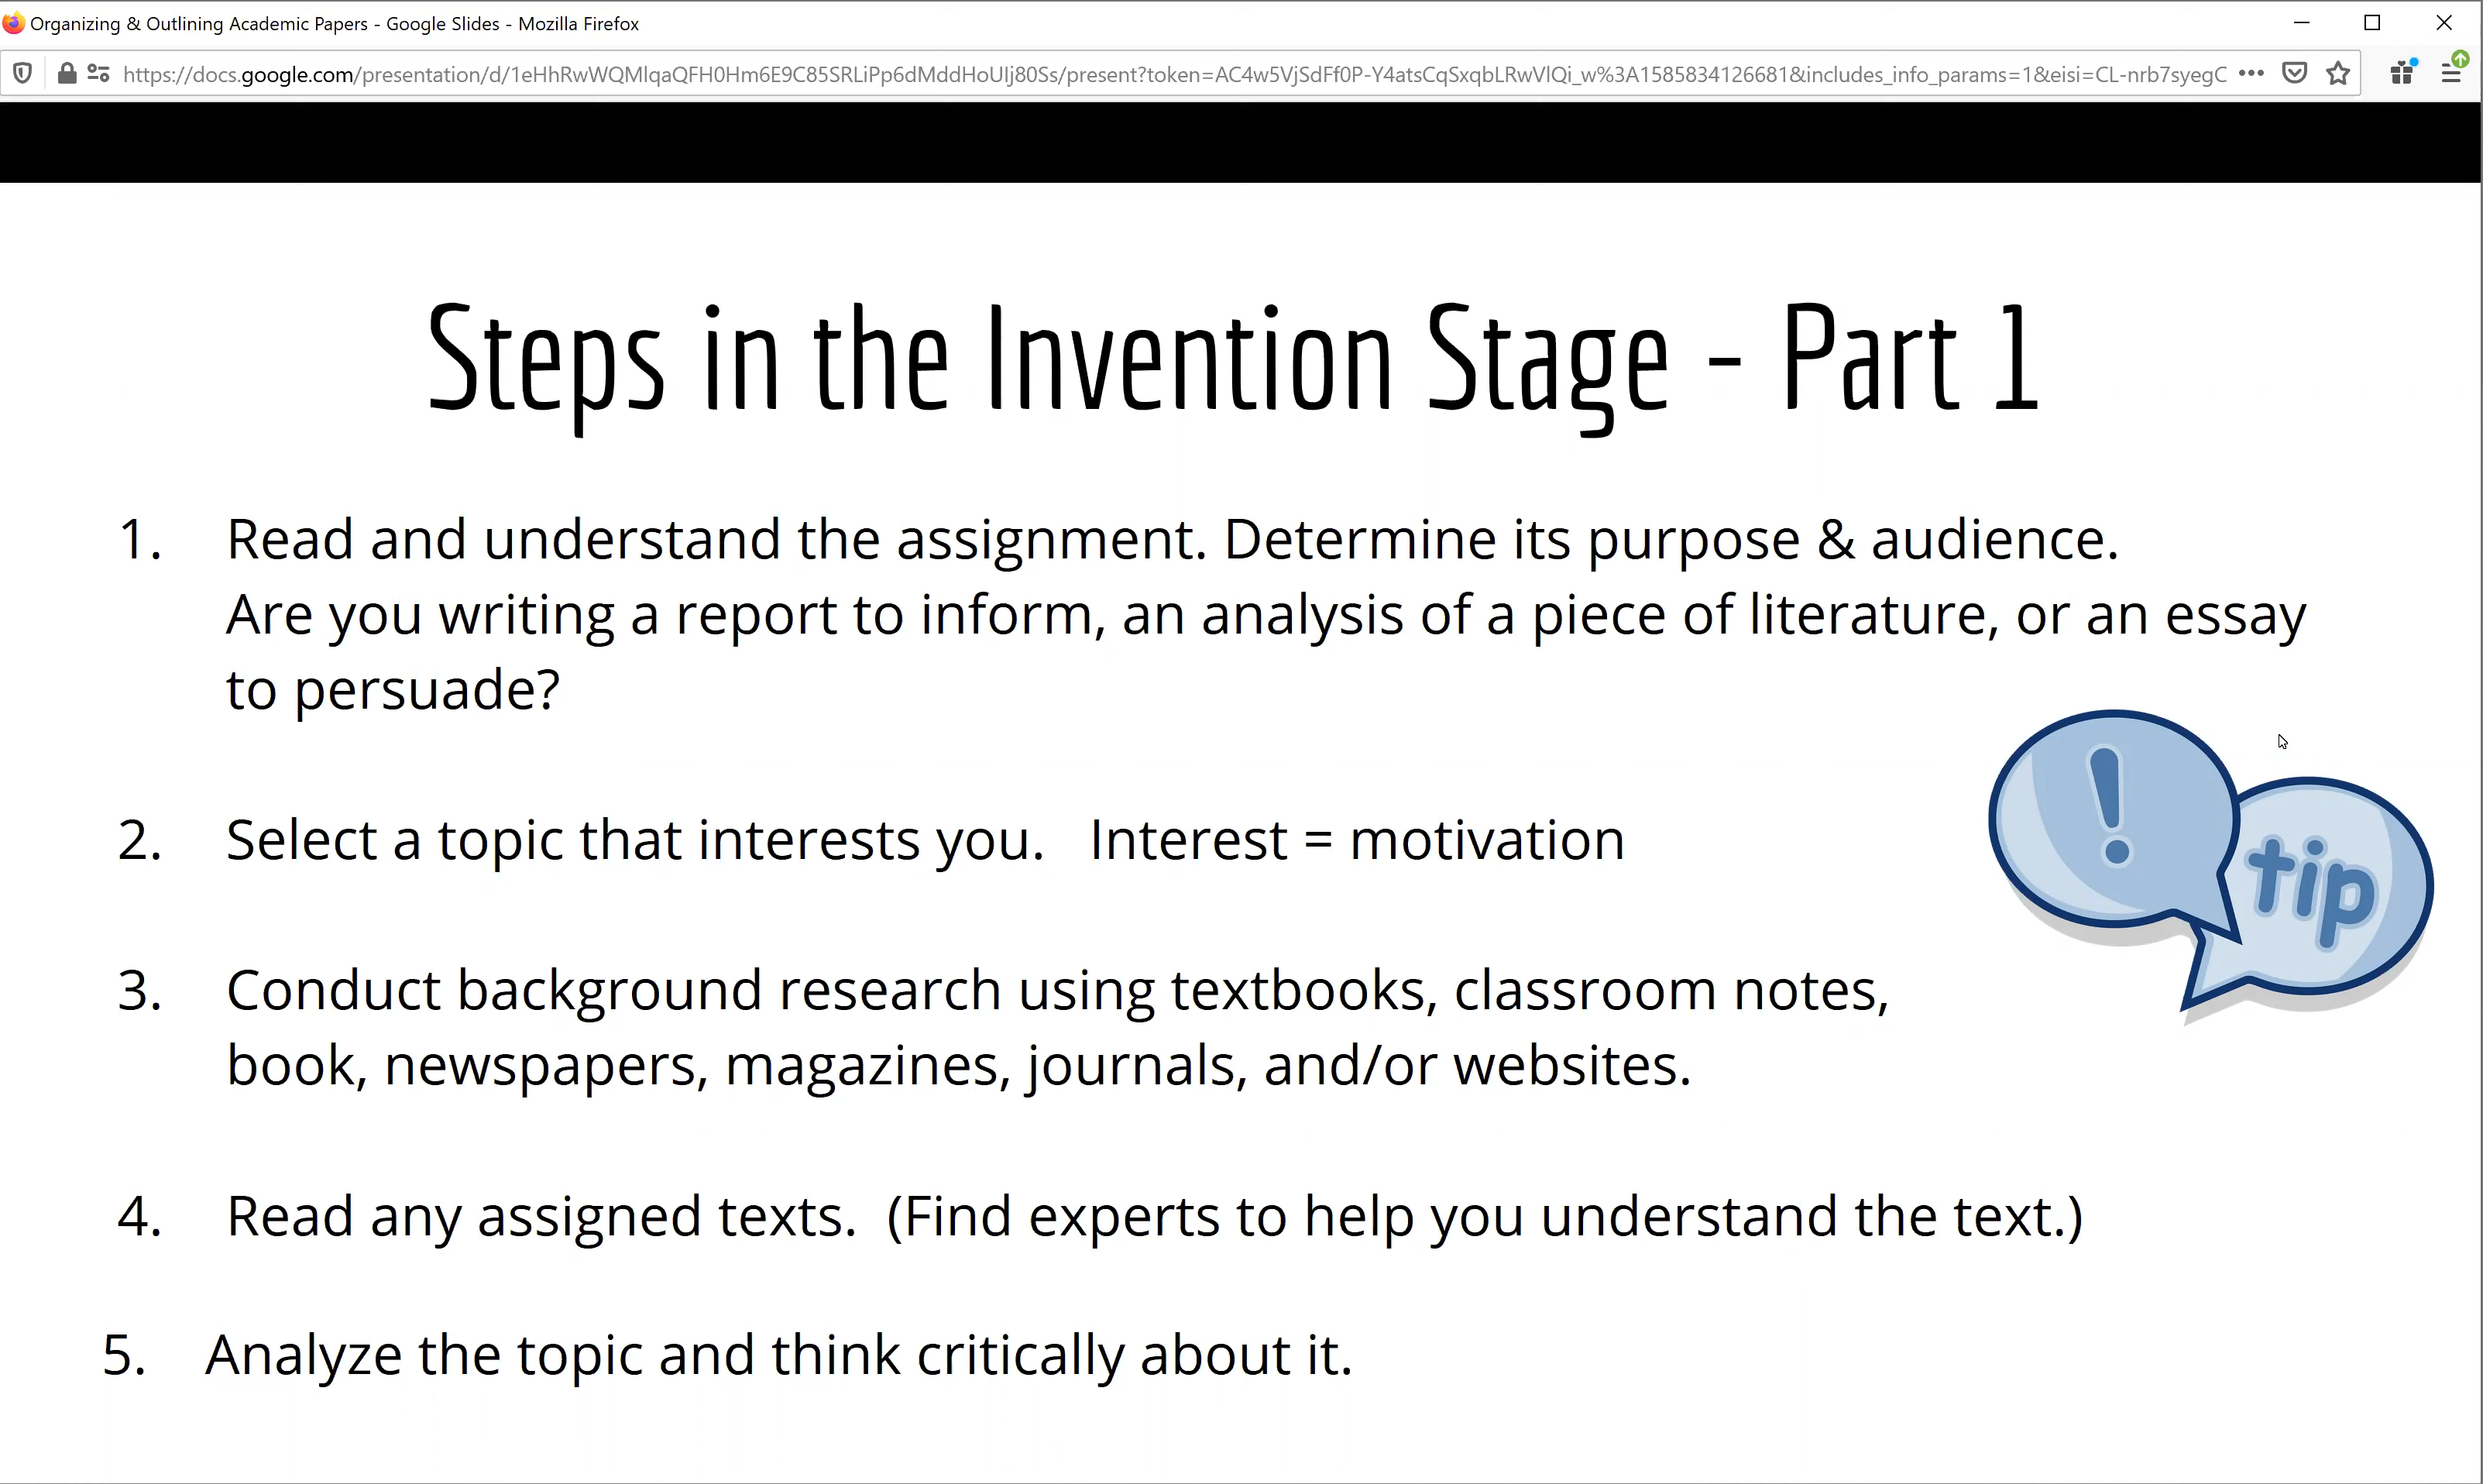 Organizing & Outlining Academic Papers - Google Slides - Mozilla Firefox
https://docs.google.com/presentation/d/1eHhRwWQMlqaQFH0Hm6E9C85SRLiPp6dMddHoUIj80Ss/present?token=AC4w5VjSdFf0P-Y4atsCqSxqbLRwVlQi_w%3A1585834126681&includes_info_params=1&eisi=CL-nrb7syegC
Steps in the Invention Stage - Part 1
1. Read and understand the assignment. Determine its purpose & audience.
Are you writing a report to inform, an analysis of a piece of literature, or an essay
to persuade?
2. Select a topic that interests you. Interest = motivation
! tip
3. Conduct background research using textbooks, classroom notes,
book, newspapers, magazines, journals, and/or websites.
4. Read any assigned texts. (Find experts to help you understand the text.)
5. Analyze the topic and think critically about it.